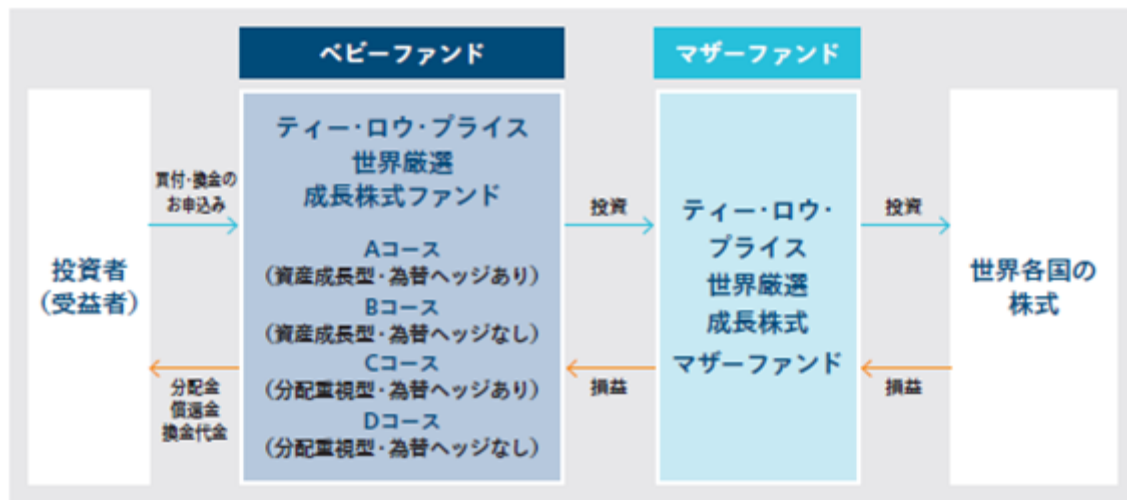 ベビーファンド
マザーファンド
投資者
(受益者)
買付・換金の
お申込み
分配金
償還金
換金代金
ティー・ロウ・プライス
世界厳選
成長株式ファンド
Aコース
(資産成長型・為替ヘッジあり)
Bコース
(資産成長型・為替ヘッジなし)
Cコース
(分配重視型・為替ヘッジあり)
Dコース
(分配重視型・為替ヘッジなし)
投資
損益
ティー・ロウ・
プライス
世界厳選
成長株式
マザーファンド
投資
損益
世界各国の
株式